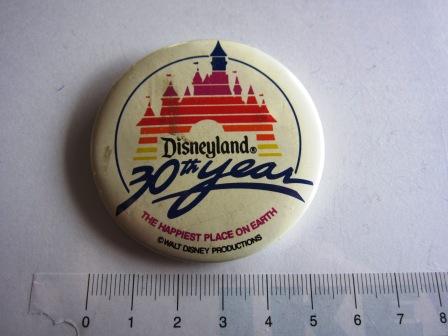 Disneyland®
30th year
THE HAPPIEST PLACE ON EARTH
©WALT DISNEY PRODUCTIONS
0 1 2 3 4 5 6 7 8